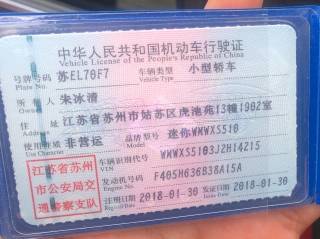 中华人民共和国机动车行驶证
Vehicle License of the People's Republic of China
号牌号码 苏EL70F7 车辆类型 小型轿车
Plate No. Vehicle Type
所有人 朱冰清
Owner
住址 江苏省苏州市姑苏区虎池苑13幢1902室
Address
使用性质 非营运 品牌型号 迷你WMWXS510
Use Character Model
车辆识别代号 WMWXS5103J2H14215
VIN
发动机号码 F405H636B38A15A
Engine No.
江苏省苏州
市公安局交
通警察支队
注册日期 2018-01-30 发证日期 2018-01-30
Register Date Issue Date